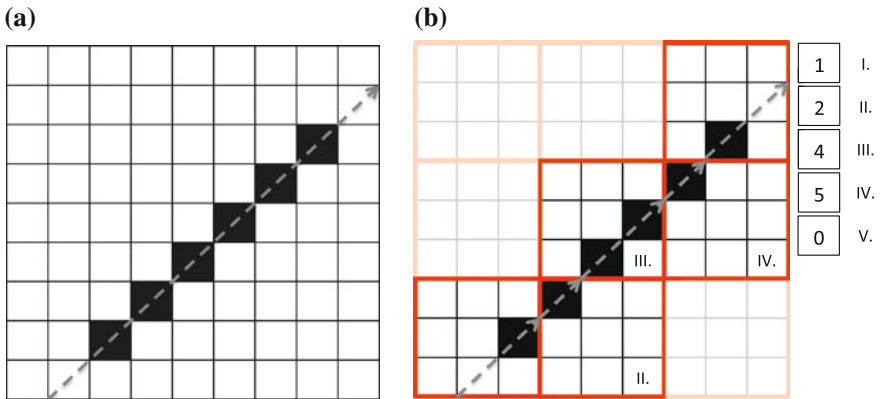 (a)
(b)
1 I.
2 II.
4 III.
5 IV.
0 V.
III.
IV.
II.